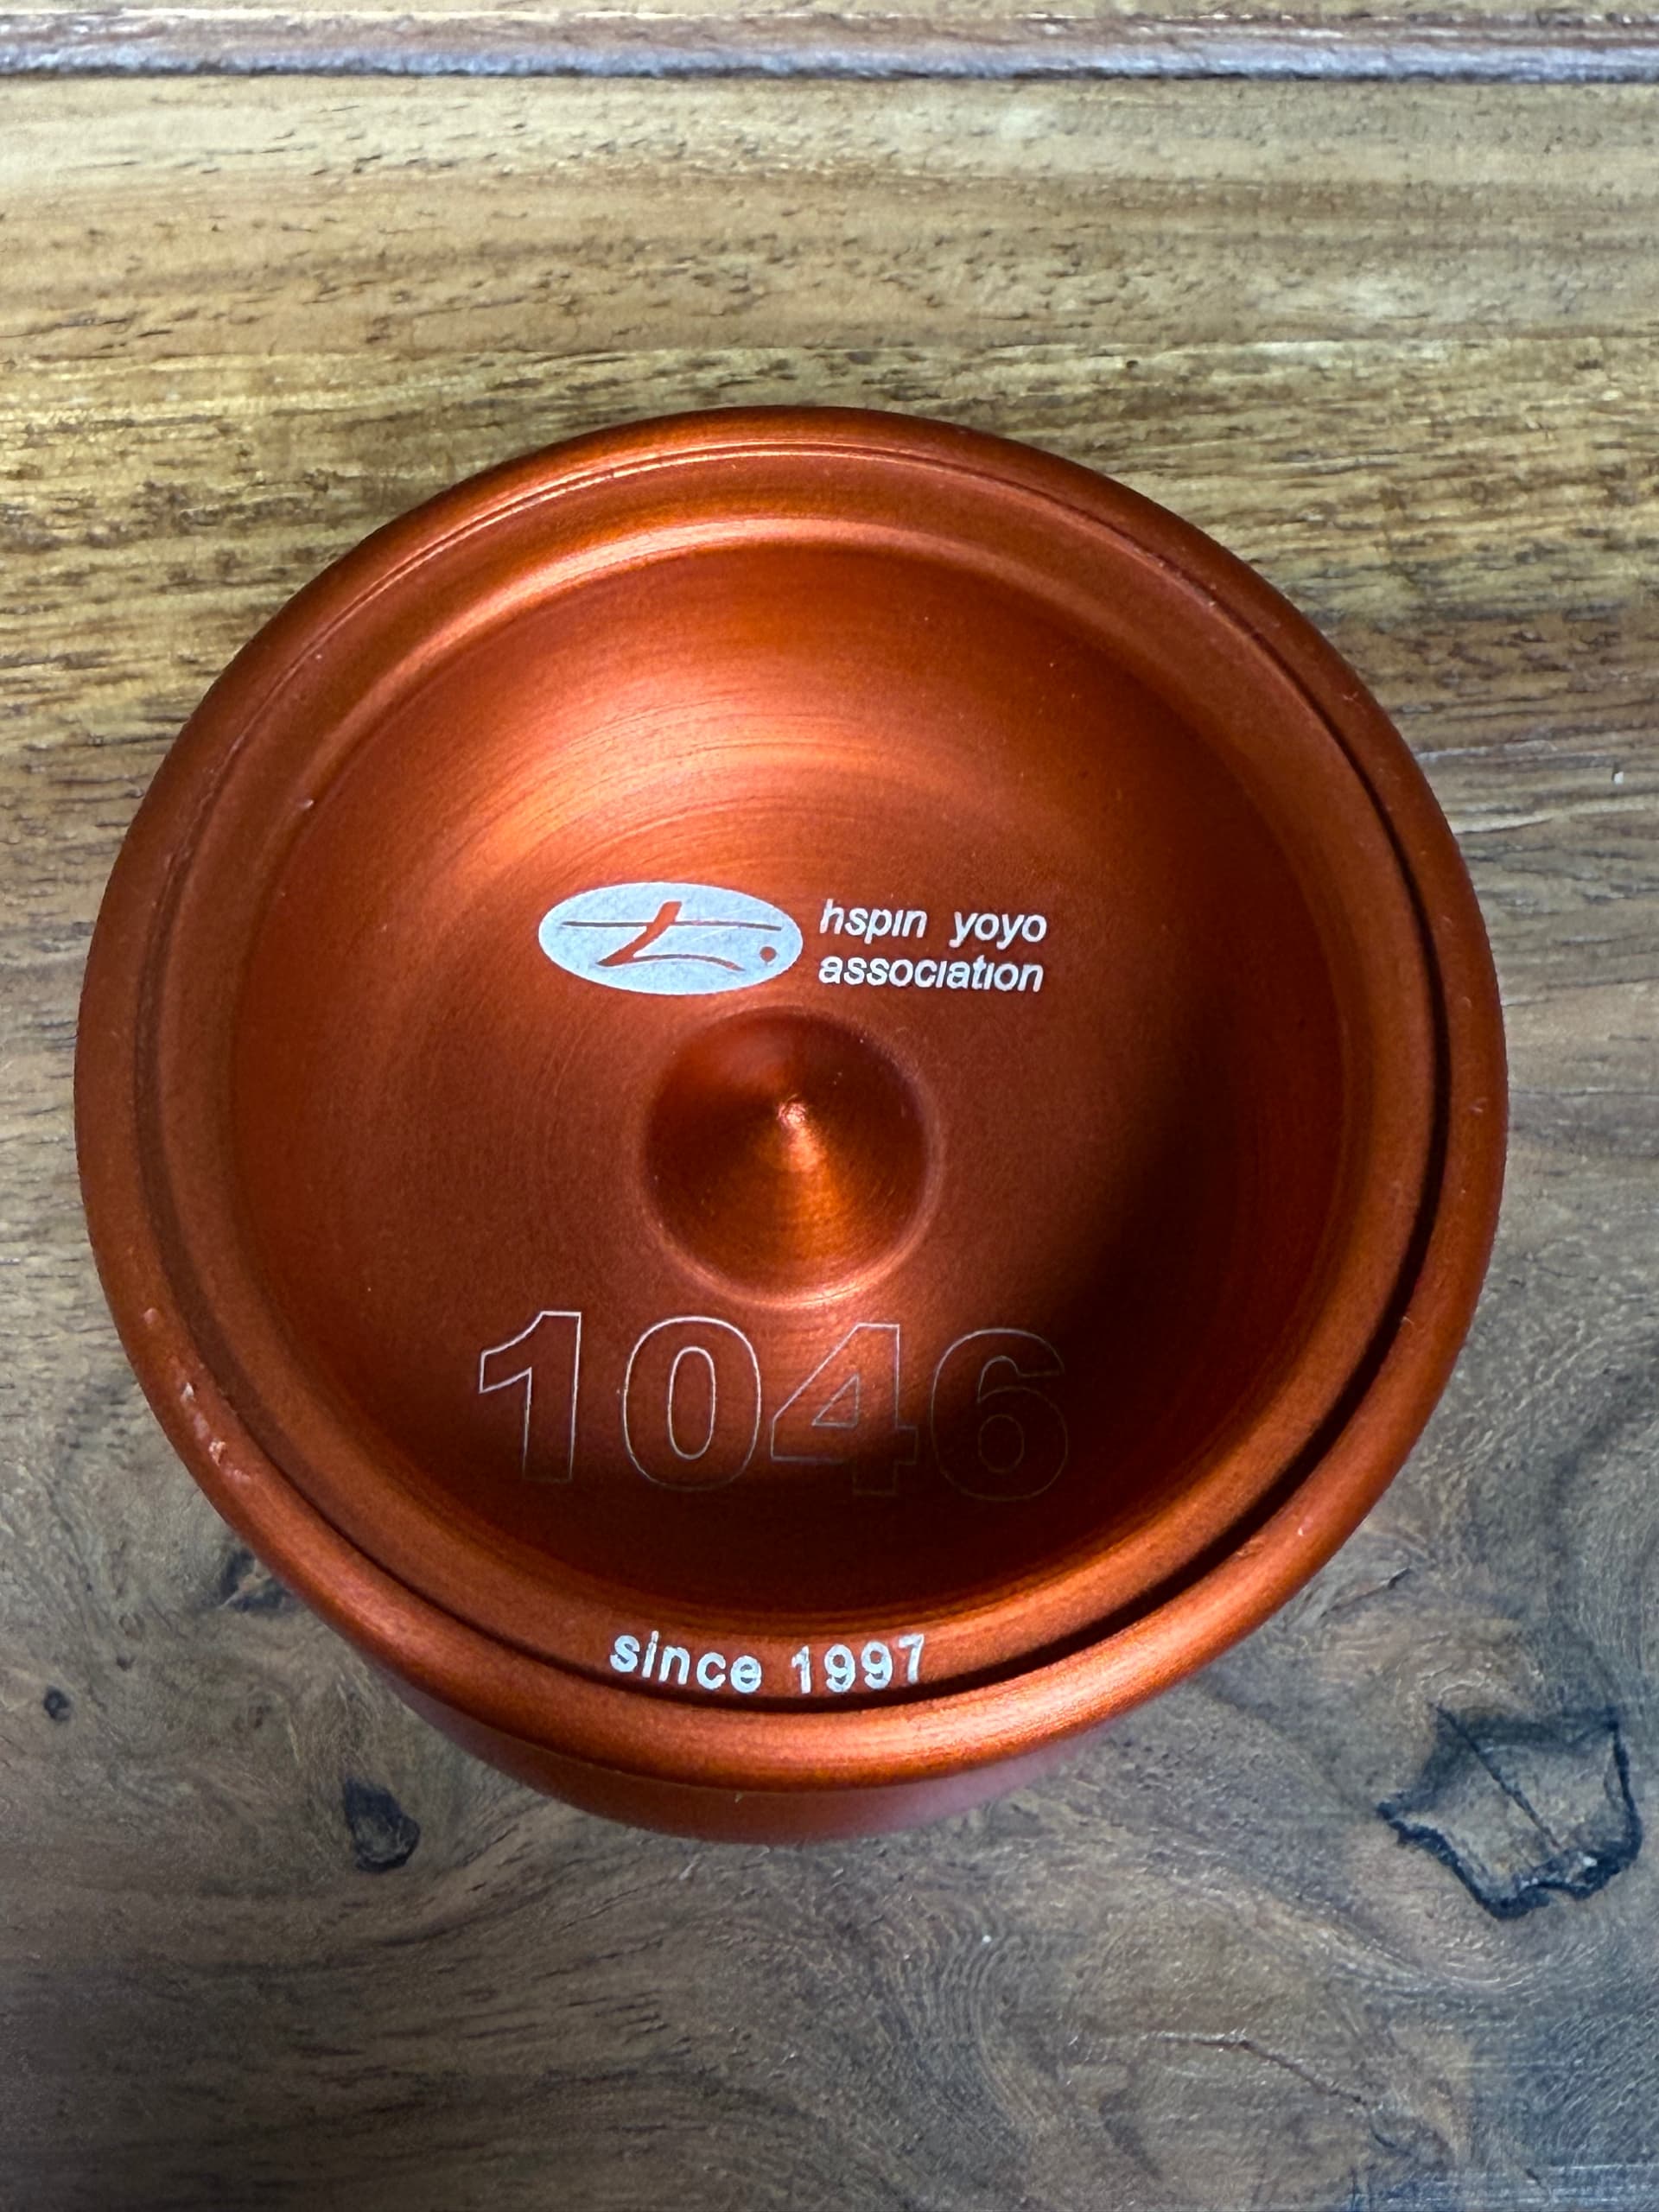 hspin yoyo
association
1046
since 1997